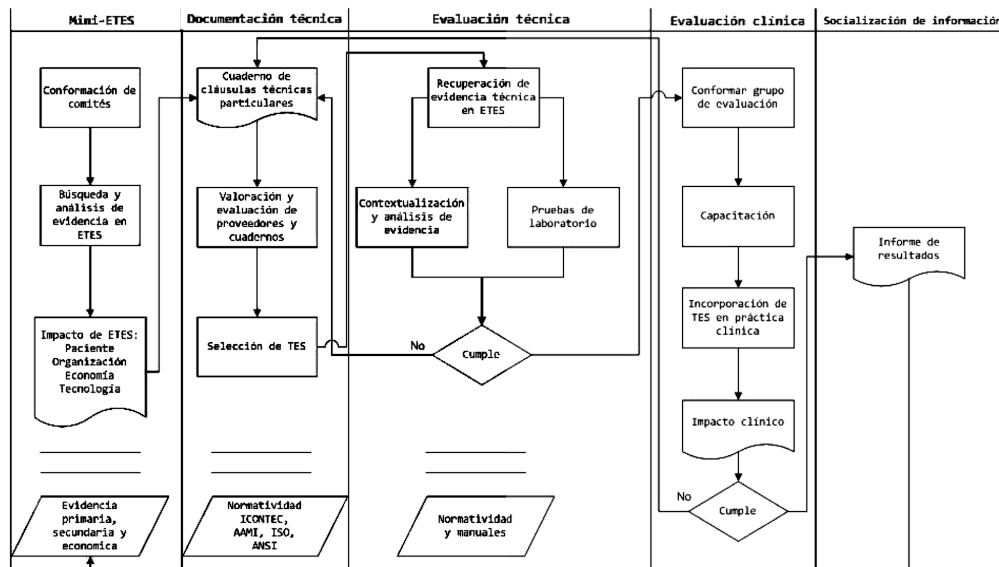 Mini-ETES
Documentación técnica
Evaluación técnica
Evaluación clínica
Socialización de información
Conformación de
comités
Búsqueda y
análisis de
evidencia en
ETES
Impacto de ETES:
Paciente
Organización
Economía
Tecnología
Evidencia
primaria,
secundaria y
economica
Cuaderno de
cláusulas técnicas
particulares
Valoración y
evaluación de
proveedores y
cuadernos
Selección de TES
Normatividad
ICONTEC,
AAMI, ISO,
ANSI
Recuperación de
evidencia técnica
en ETES
Contextualización
y análisis de
evidencia
Pruebas de
laboratorio
No
Cumple
Normatividad
y manuales
Conformar grupo
de evaluación
Capacitación
Incorporación de
TES en práctica
clínica
Impacto clínico
No
Cumple
Informe de
resultados